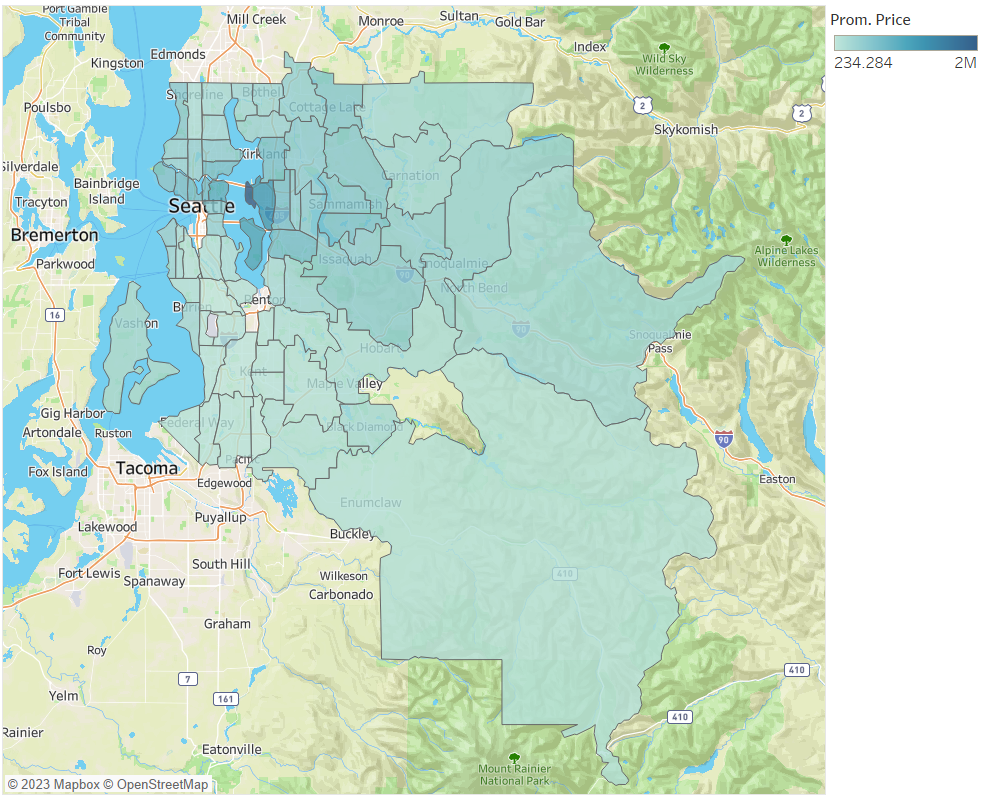 Port Gamble
Tribal
Community
Mill Creek
Monroe
Sultan
Gold Bar
Prom. Price
234.284
2M
Kingston
Edmonds
Index
Wild Sky
Wilderness
Poulsbo
Shoreline
Bothel
Cottage Lake
2
2
Skykomish
Silverdale
Kirkland
Bainbridge
Island
Carnation
Tracyton
Seattle
Sammamish
Bremerton
Alpine Lakes
Wilderness
Parkwood
Issaquah
Snoqualmie
90
North Bend
16
Vashon
Burien
Renton
90
Snoqualmie
Pass
Hobart
Kent
Maple Valley
Gig Harbor
Artondale
Ruston
Federal Way
Black Diamond
90
Fox Island
Tacoma
Pacific
Edgewood
Easton
Enumclaw
Lakewood
Puyallup
Buckley
Fort Lewis
Spanaway
South Hill
Wilkeson
Carbonado
410
Graham
Roy
7
410
Yelm
161
410
Rainier
Eatonville
Mount Rainier
National Park
© 2023 Mapbox © OpenStreetMap